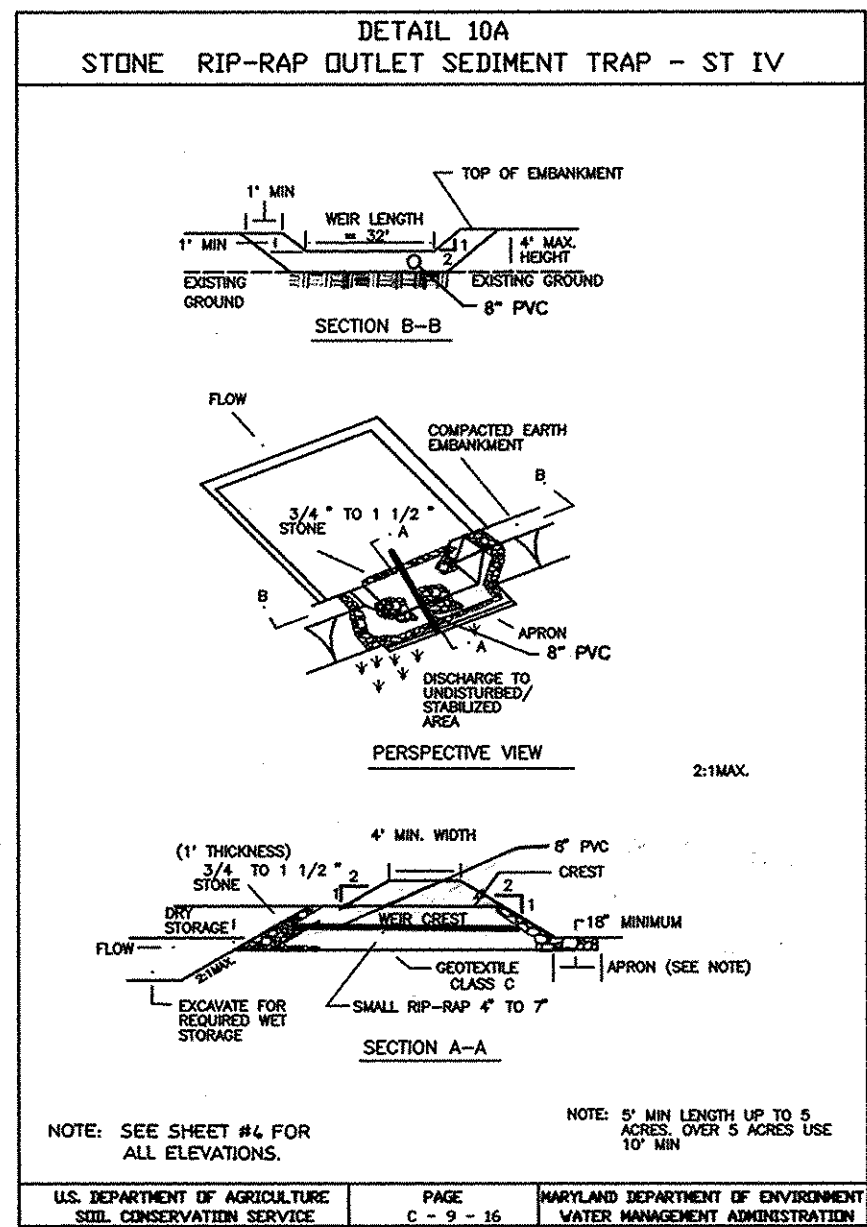 DETAIL 10A
STONE RIP-RAP OUTLET SEDIMENT TRAP - ST IV
TOP OF EMBANKMENT
1' MIN
WEIR LENGTH
= 32'
1' MIN
1
2
4' MAX.
HEIGHT
EXISTING
GROUND
EXISTING GROUND
8" PVC
SECTION B-B
FLOW
COMPACTED EARTH
EMBANKMENT
B
3/4 " TO 1 1/2 "
STONE
A
B
APRON
A
8" PVC
DISCHARGE TO
UNDISTURBED/
STABILIZED
AREA
PERSPECTIVE VIEW
2:1MAX.
4' MIN. WIDTH
8" PVC
(1' THICKNESS)
3/4 TO 1 1/2 "
STONE
CREST
2
1
2
1
DRY
STORAGE
WEIR CREST
18" MINIMUM
FLOW
2:1MAX.
GEOTEXTILE
CLASS C
APRON (SEE NOTE)
EXCAVATE FOR
REQUIRED WET
STORAGE
SMALL RIP-RAP 4" TO 7"
SECTION A-A
NOTE: SEE SHEET #4 FOR
ALL ELEVATIONS.
NOTE: 5' MIN LENGTH UP TO 5
ACRES. OVER 5 ACRES USE
10' MIN
U.S. DEPARTMENT OF AGRICULTURE
SOIL CONSERVATION SERVICE
PAGE
C - 9 - 16
MARYLAND DEPARTMENT OF ENVIRONMENT
WATER MANAGEMENT ADMINISTRATION